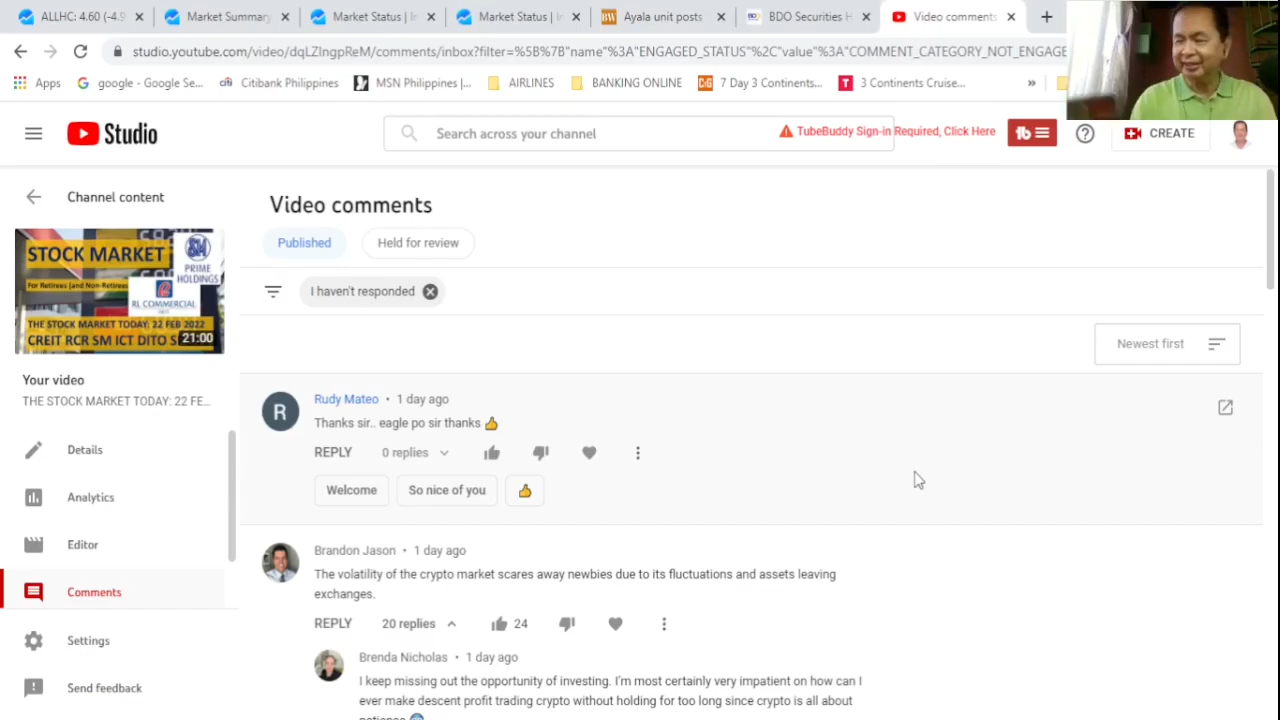 ALLHC: 4.60 (-4.9
Market Summary
Market Status | In
Market Status | In
Ayala unit posts
BDO Securities H
Video comments
studio.youtube.com/video/dqLZIngpReM/comments/inbox?filter=%5B%7B"name"%3A"ENGAGED_STATUS"%2C"value"%3A"COMMENT_CATEGORY_NOT_ENGAGE
Apps
google - Google Se...
Citibank Philippines
MSN Philippines |...
AIRLINES
BANKING ONLINE
7 Day 3 Continents...
3 Continents Cruise...
»
Studio
Search across your channel
TubeBuddy Sign-in Required, Click Here
CREATE
Channel content
STOCK MARKET
For Retirees (and Non-Retirees
SM
PRIME
HOLDINGS
RL COMMERCIAL
REIT
THE STOCK MARKET TODAY: 22 FEB 2022
CREIT RCR SM ICT DITO S
21:00
Your video
THE STOCK MARKET TODAY: 22 FE...
Details
Analytics
Editor
Comments
Settings
Send feedback
Video comments
Published
Held for review
I haven't responded
Newest first
R
Rudy Mateo • 1 day ago
Thanks sir.. eagle po sir thanks 👍
REPLY
0 replies
Welcome
So nice of you
👍
Brandon Jason • 1 day ago
The volatility of the crypto market scares away newbies due to its fluctuations and assets leaving
exchanges.
REPLY
20 replies
24
Brenda Nicholas • 1 day ago
I keep missing out the opportunity of investing. I'm most certainly very impatient on how can I
ever make descent profit trading crypto without holding for too long since crypto is all about